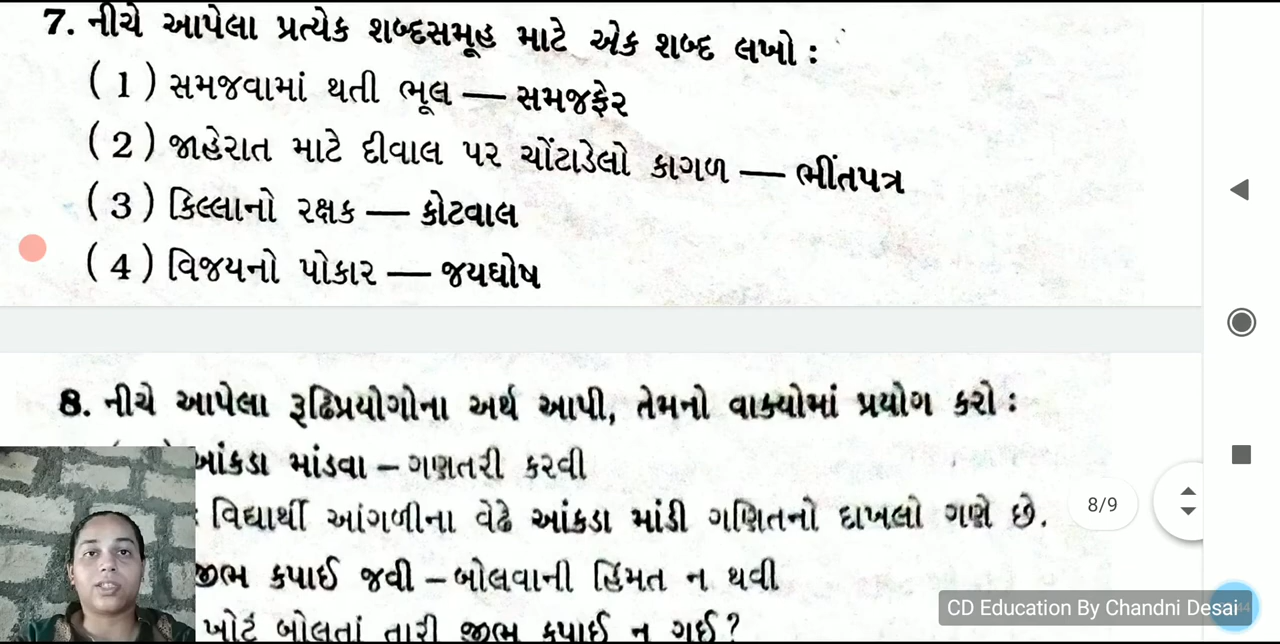 7. નીચે આપેલા પ્રત્યેક શબ્દસમૂહ માટે એક શબ્દ લખો :
( 1 ) સમજવામાં થતી ભૂલ — સમજફેર
( 2 ) જાહેરાત માટે દીવાલ પર ચોંટાડેલો કાગળ — ભીંતપત્ર
( 3 ) કિલ્લાનો રક્ષક — કોટવાલ
( 4 ) વિજયનો પોકાર — જયઘોષ
8. નીચે આપેલા રૂઢિપ્રયોગોના અર્થ આપી, તેમનો વાક્યોમાં પ્રયોગ કરો :
આંકડા માંડવા – ગણતરી કરવી
: વિદ્યાર્થી આંગળીના વેઢે આંકડા માંડી ગણિતનો દાખલો ગણે છે.
જીભ કપાઈ જવી – બોલવાની હિંમત ન થવી
ખોટું બોલતાં તારી જીભ કપાઈ ન ગઈ ?
8/9
CD Education By Chandni Desai